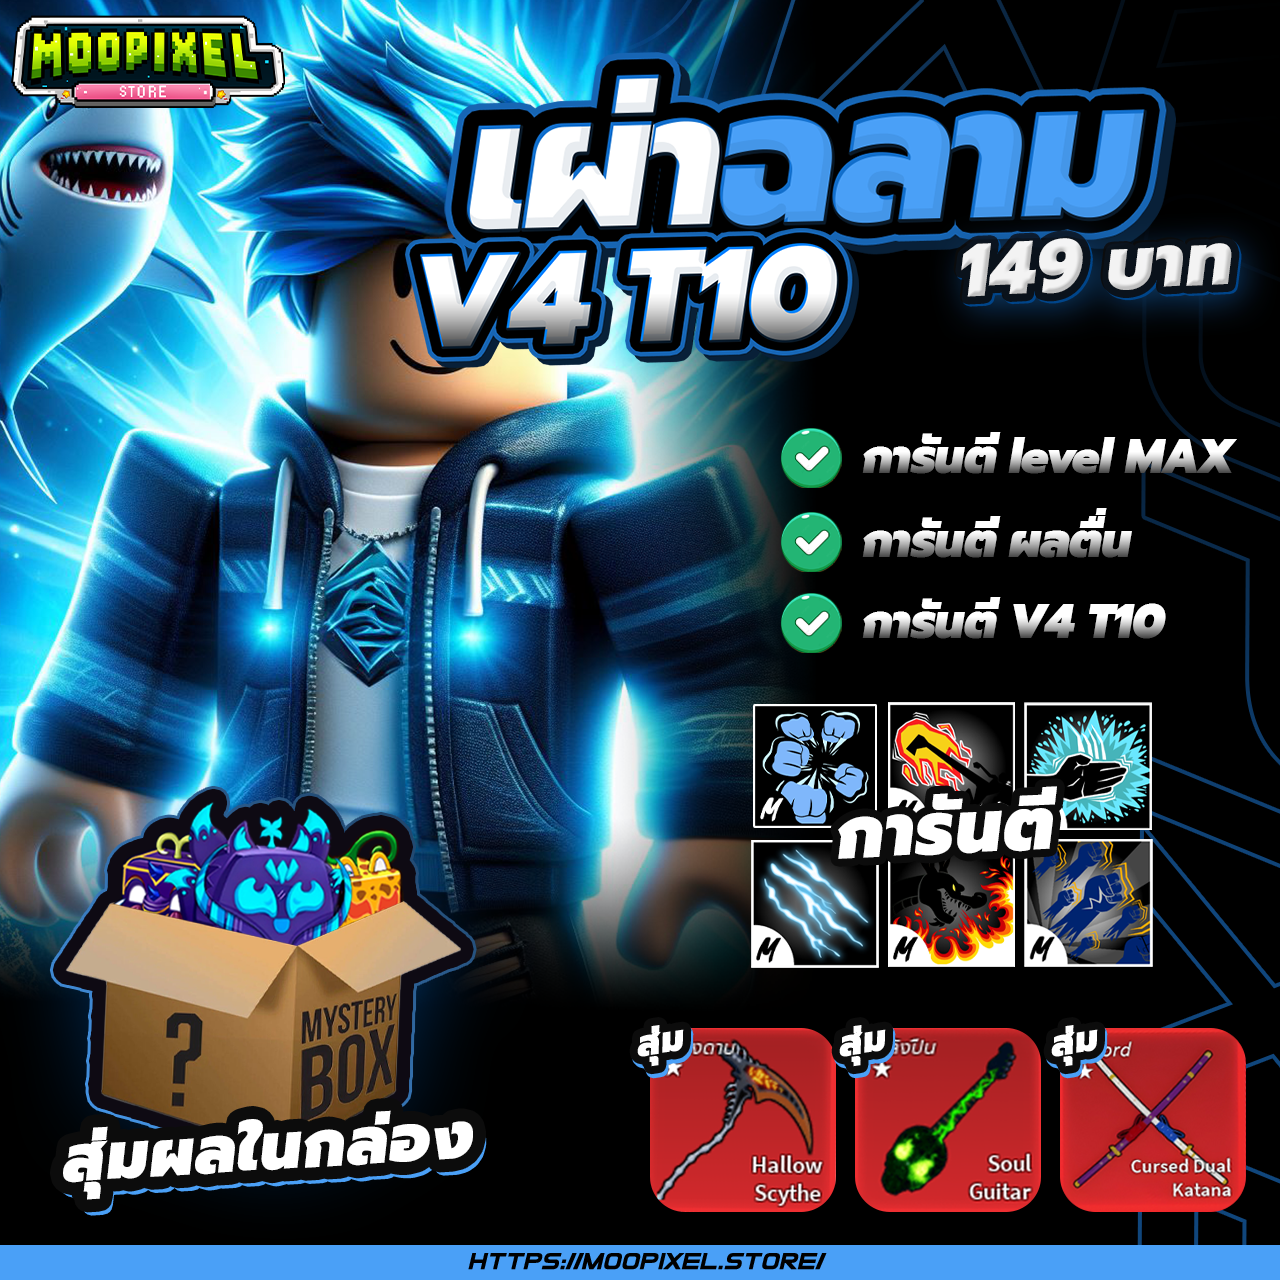 MOOPIXEL
STORE
เผ่าฉลาม
V4 T10
149 บาท
การันตี level MAX
การันตี ผลตื่น
การันตี V4 T10
M
การันตี
M
M
M
?
MYSTERY
BOX
สุ่มผลในกล่อง
สุ่ม
Hallow
Scythe
สุ่ม
Soul
Guitar
สุ่ม
Cursed Dual
Katana
HTTPS://MOOPIXEL.STORE/